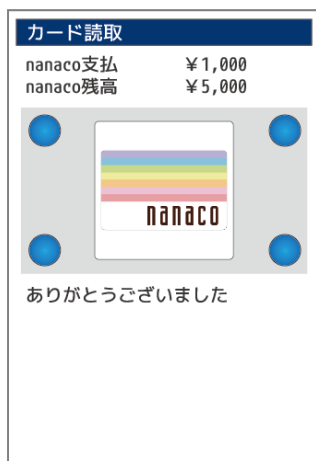 カード読取
nanaco支払 ￥1,000
nanaco残高 ￥5,000
nanaco
ありがとうございました